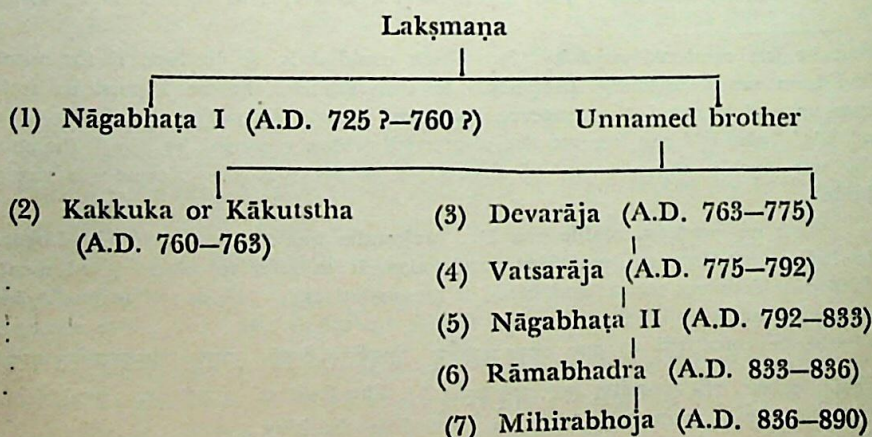 Lakṣmaṇa
(1) Nāgabhaṭa I (A.D. 725 ?—760 ?) Unnamed brother
(2) Kakkuka or Kākutstha (3) Devarāja (A.D. 763—775)
(A.D. 760—763)
(4) Vatsarāja (A.D. 775—792)
(5) Nāgabhaṭa II (A.D. 792—833)
(6) Rāmabhadra (A.D. 833—836)
(7) Mihirabhoja (A.D. 836—890)